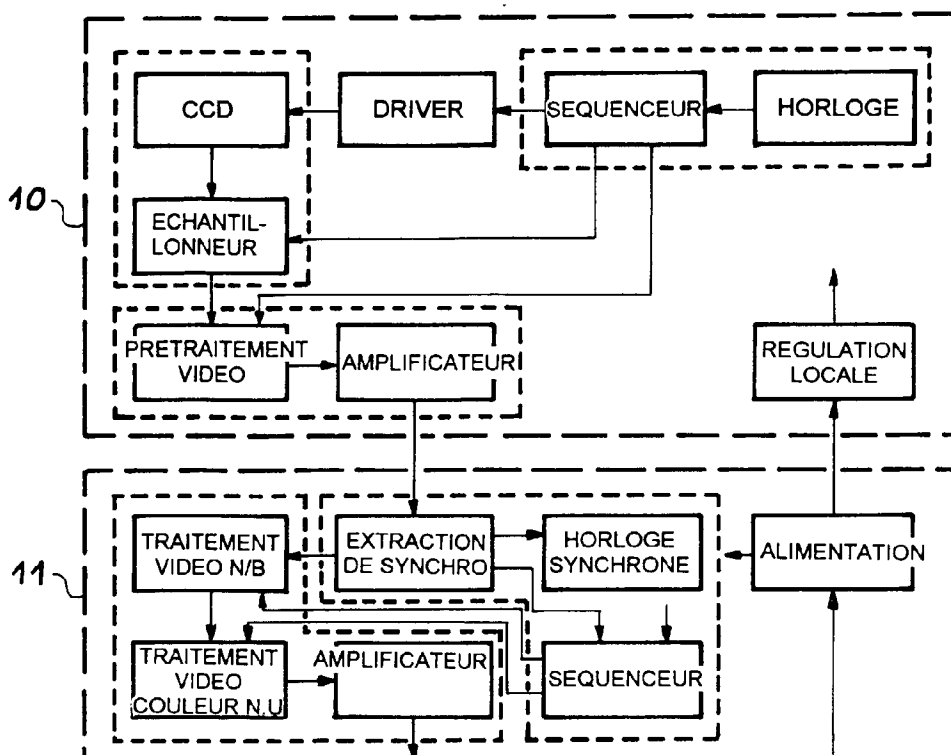 CCD
DRIVER
SEQUENCEUR
HORLOGE
10
ECHANTIL-
LONNEUR
PRETRAITEMENT
VIDEO
AMPLIFICATEUR
REGULATION
LOCALE
11
TRAITEMENT
VIDEO N/B
EXTRACTION
DE SYNCHRO
HORLOGE
SYNCHRONE
ALIMENTATION
TRAITEMENT
VIDEO
COULEUR N.U
AMPLIFICATEUR
SEQUENCEUR